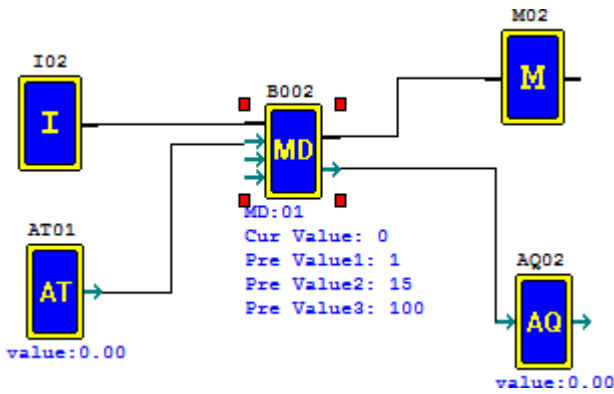 M02
I02
M
B002
I
MD
MD:01
AT01
Cur Value: 0
Pre Value1: 1
AQ02
Pre Value2: 15
AT
Pre Value3: 100
AQ
value:0.00
value:0.00